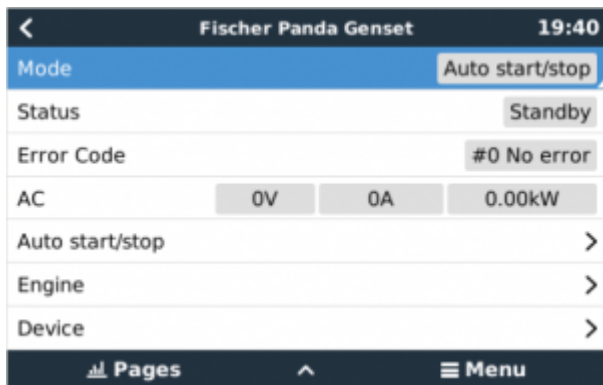 Fischer Panda Genset 19:40
Mode Auto start/stop
Status Standby
Error Code #0 No error
AC 0V 0A 0.00kW
Auto start/stop
Engine
Device
Pages Menu